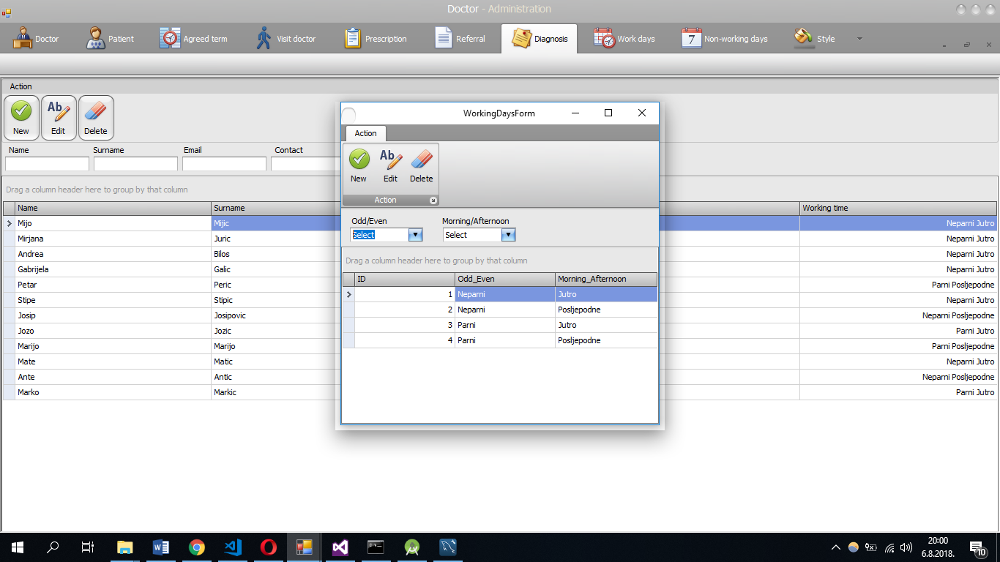 Doctor - Administration
Doctor Patient Agreed term Visit doctor Prescription Referral Diagnosis 7 Work days Non-working days Style
Action
New Ab Edit Delete
Name Surname Email Contact
Drag a column header here to group by that column
Name Surname Working time
Mijo Mijic Neparni Jutro
Mirjana Juric Neparni Jutro
Andrea Bilos Neparni Jutro
Gabrijela Galic Neparni Jutro
Petar Peric Parni Posljepodne
Stipe Stipic Neparni Jutro
Josip Josipovic Neparni Posljepodne
Jozo Jozic Parni Jutro
Marijo Marijo Parni Posljepodne
Mate Matic Neparni Jutro
Ante Antic Neparni Posljepodne
Marko Markic Parni Jutro
WorkingDaysForm
Action
New Ab Edit Delete
Action
Odd/Even Morning/Afternoon
Select Select
Drag a column header here to group by that column
ID Odd_Even Morning_Afternoon
1 Neparni Jutro
2 Neparni Posljepodne
3 Parni Jutro
4 Parni Posljepodne
20:00
6.8.2018.
10